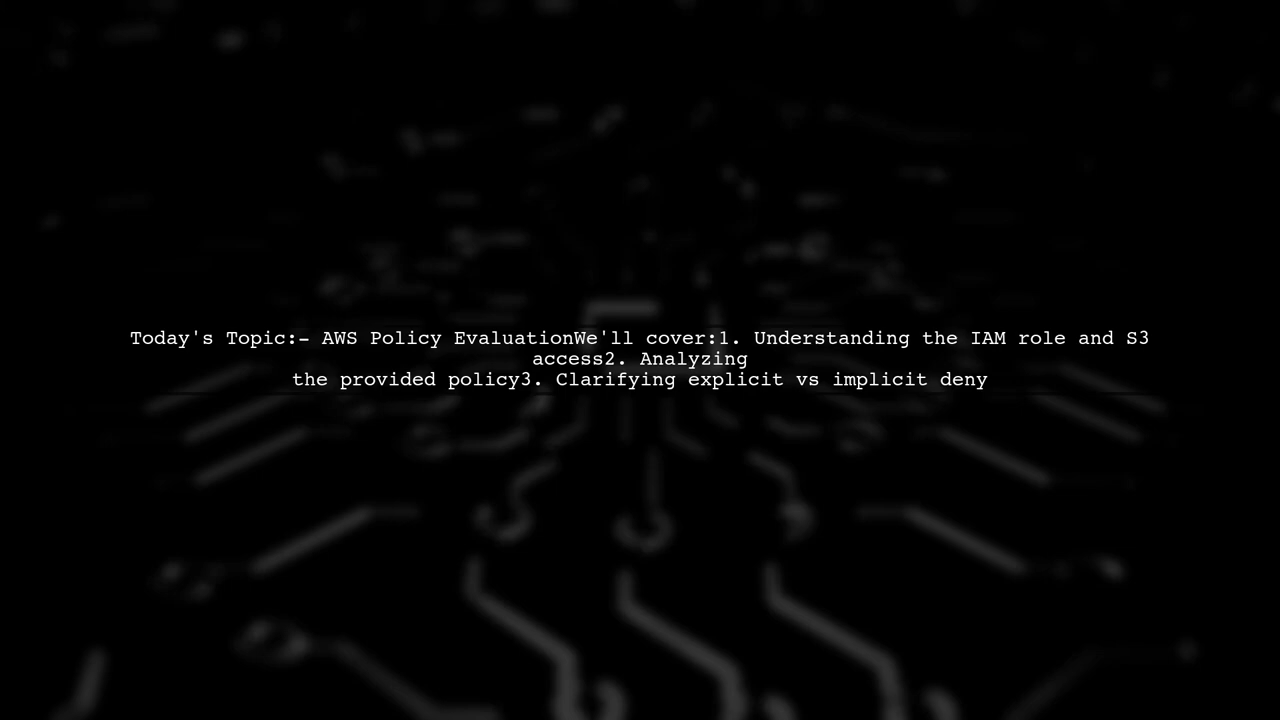 Today's Topic:- AWS Policy EvaluationWe'll cover:1. Understanding the IAM role and S3
access2. Analyzing
the provided policy3. Clarifying explicit vs implicit deny